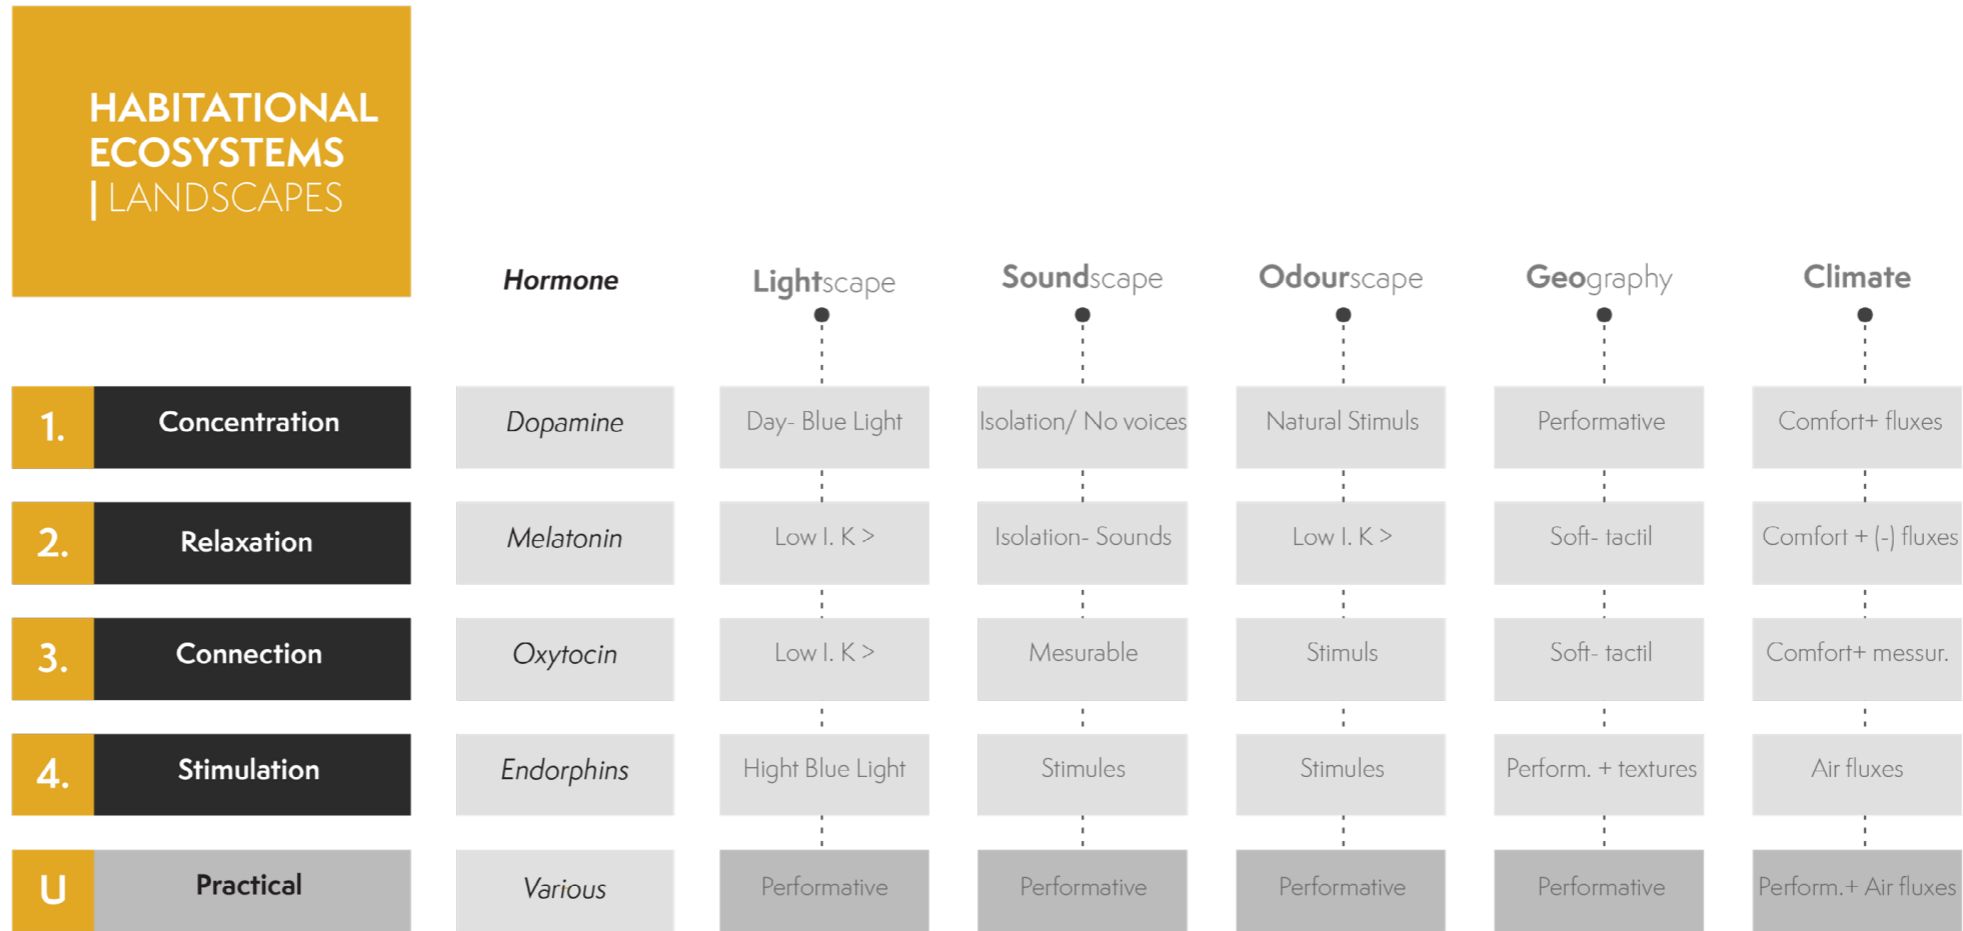 HABITATIONAL
ECOSYSTEMS
| LANDSCAPES
Hormone Lightscape Soundscape Odourscape Geography Climate
1. Concentration Dopamine Day- Blue Light Isolation/ No voices Natural Stimuls Performative Comfort+ fluxes
2. Relaxation Melatonin Low I. K > Isolation- Sounds Low I. K > Soft- tactil Comfort + (-) fluxes
3. Connection Oxytocin Low I. K > Mesurable Stimuls Soft- tactil Comfort+ messur.
4. Stimulation Endorphins Hight Blue Light Stimules Stimules Perform. + textures Air fluxes
U Practical Various Performative Performative Performative Performative Perform.+ Air fluxes